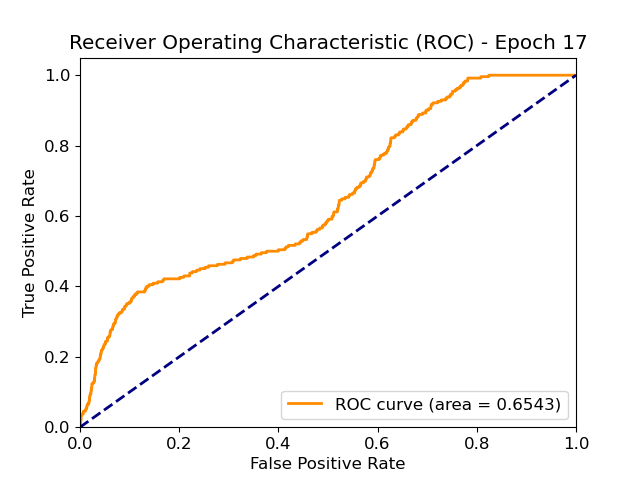 Receiver Operating Characteristic (ROC) - Epoch 17
True Positive Rate
1.0
0.8
0.6
0.4
0.2
0.0
ROC curve (area = 0.6543)
0.0 0.2 0.4 0.6 0.8 1.0
False Positive Rate